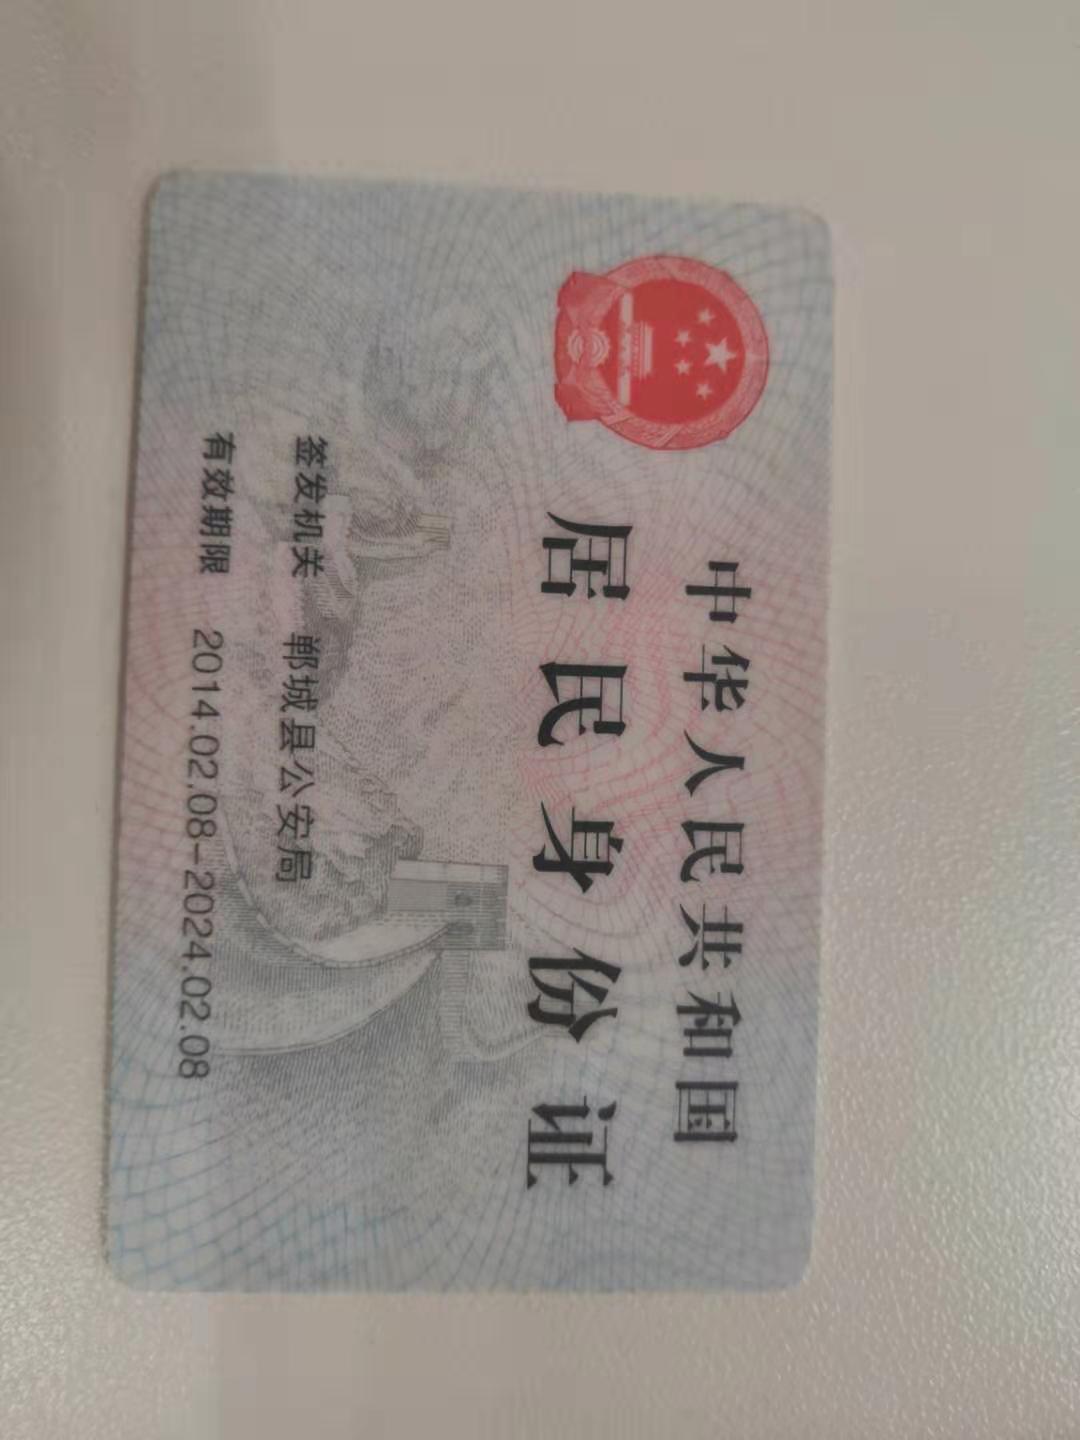 中华人民共和国
居民身份证
签发机关 郸城县公安局
有效期限 2014.02.08-2024.02.08